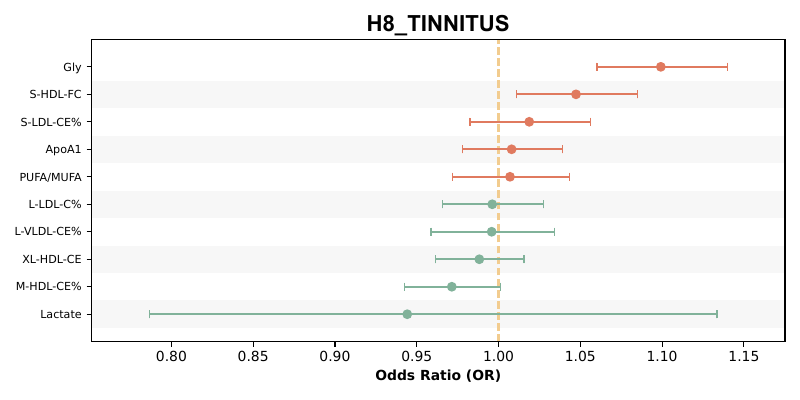 H8_TINNITUS
Gly
S-HDL-FC
S-LDL-CE%
ApoA1
PUFA/MUFA
L-LDL-C%
L-VLDL-CE%
XL-HDL-CE
M-HDL-CE%
Lactate
0.80 0.85 0.90 0.95 1.00 1.05 1.10 1.15
Odds Ratio (OR)